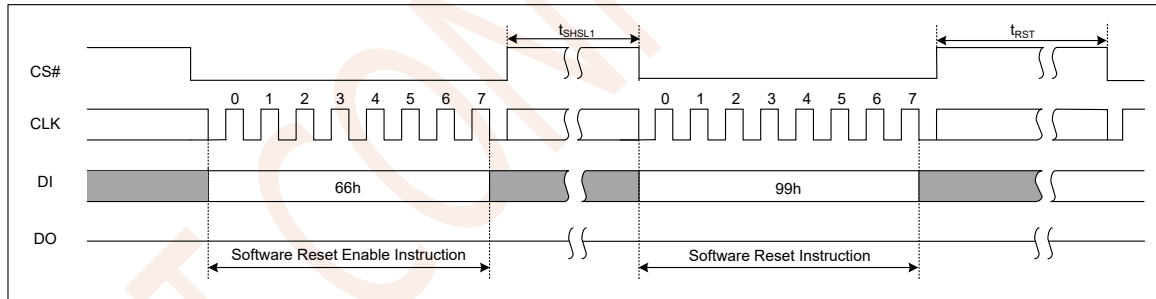 tSHSL1 tRST
CS#
0 1 2 3 4 5 6 7 0 1 2 3 4 5 6 7
CLK
DI 66h 99h
DO
Software Reset Enable Instruction Software Reset Instruction